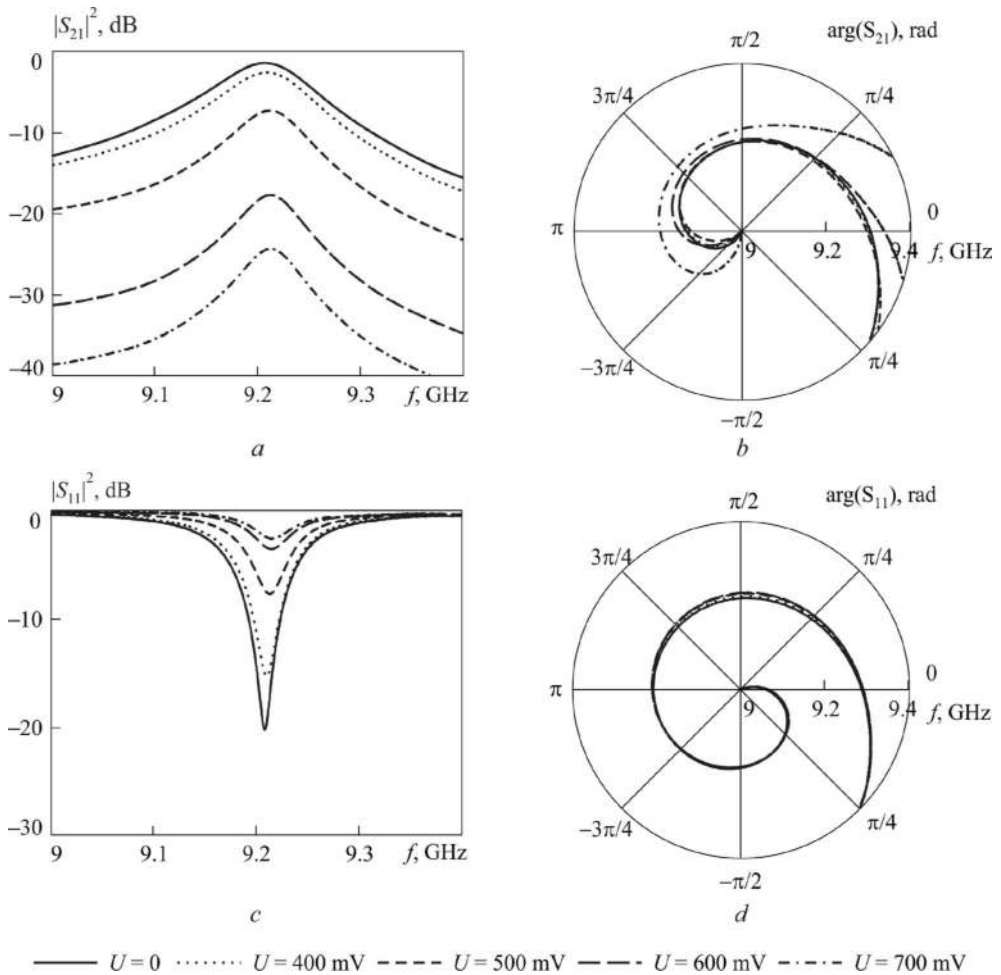 |S21|², dB
0
−10
−20
−30
−40
9
9.1
9.2
9.3
f, GHz
a
arg(S21), rad
π/2
3π/4
π/4
π
0
9
9.2
9.4
f, GHz
−3π/4
π/4
−π/2
b
|S11|², dB
0
−10
−20
−30
9
9.1
9.2
9.3
f, GHz
c
arg(S11), rad
π/2
3π/4
π/4
π
0
9
9.2
9.4
f, GHz
−3π/4
π/4
−π/2
d
U = 0 U = 400 mV U = 500 mV U = 600 mV U = 700 mV